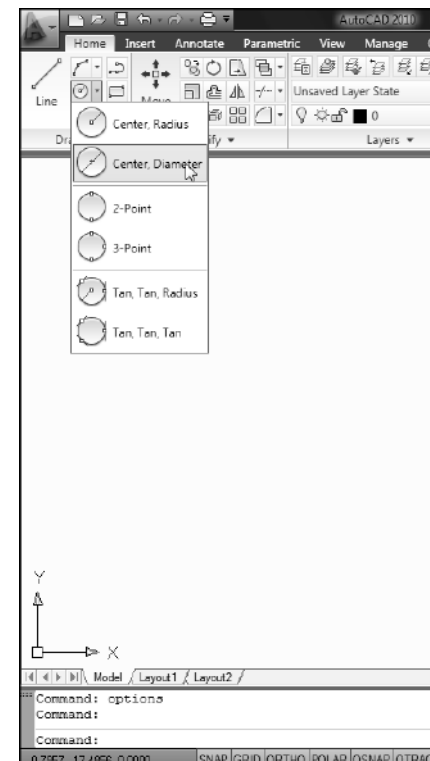 AutoCAD 2010
Home Insert Annotate Parametric View Manage
Line
Unsaved Layer State
0
Layers
Center, Radius
Center, Diameter
2-Point
3-Point
Tan, Tan, Radius
Tan, Tan, Tan
Y
X
Model Layout1 Layout2
Command: options
Command:
Command:
SNAP GRID ORTHO POLAR OSNAP